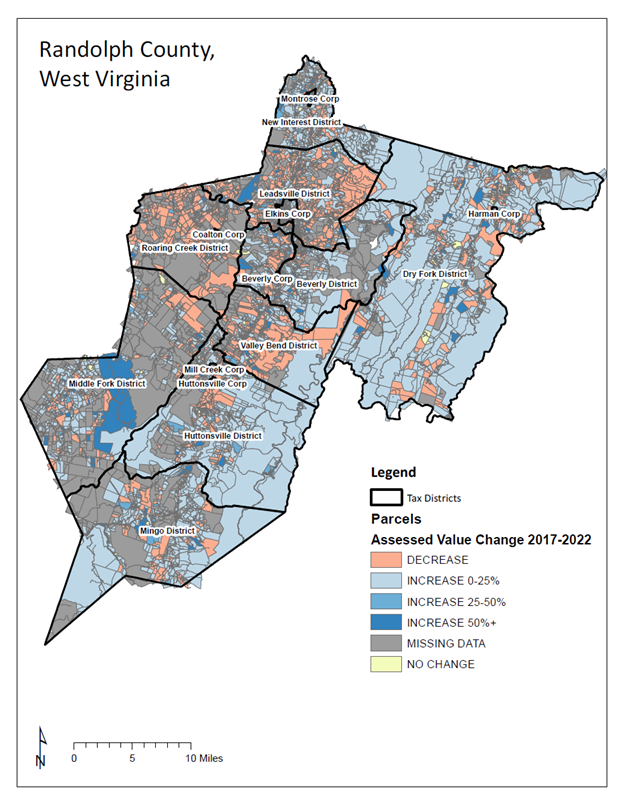 Randolph County,
West Virginia
Montrose Corp
New Interest District
Leadsville District
Harman Corp
Elkins Corp
Coalton Corp
Roaring Creek District
Dry Fork District
Beverly Corp
Beverly District
Valley Bend District
Mill Creek Corp
Middle Fork District
Huttonsville Corp
Huttonsville District
Mingo District
Legend
Tax Districts
Parcels
Assessed Value Change 2017-2022
DECREASE
INCREASE 0-25%
INCREASE 25-50%
INCREASE 50%+
MISSING DATA
NO CHANGE
N
0 5 10 Miles